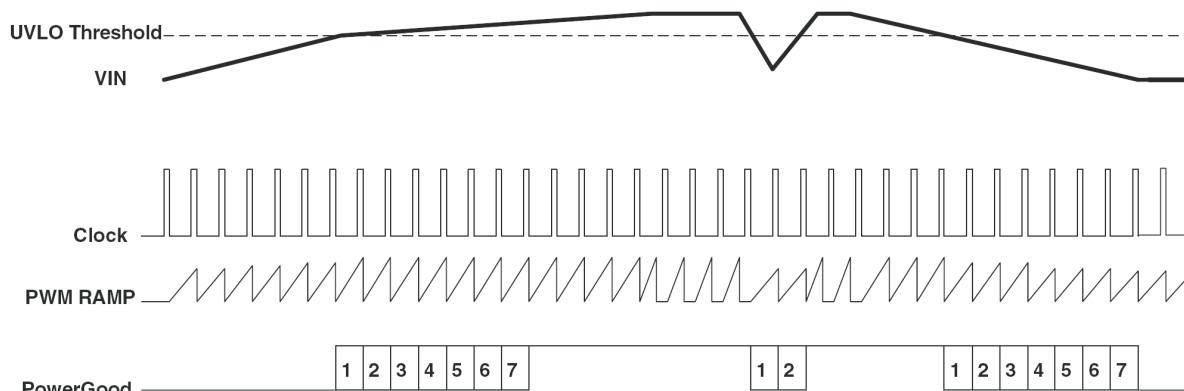 UVLO Threshold
VIN
Clock
PWM RAMP
1 2 3 4 5 6 7 1 2 1 2 3 4 5 6 7
PowerGood